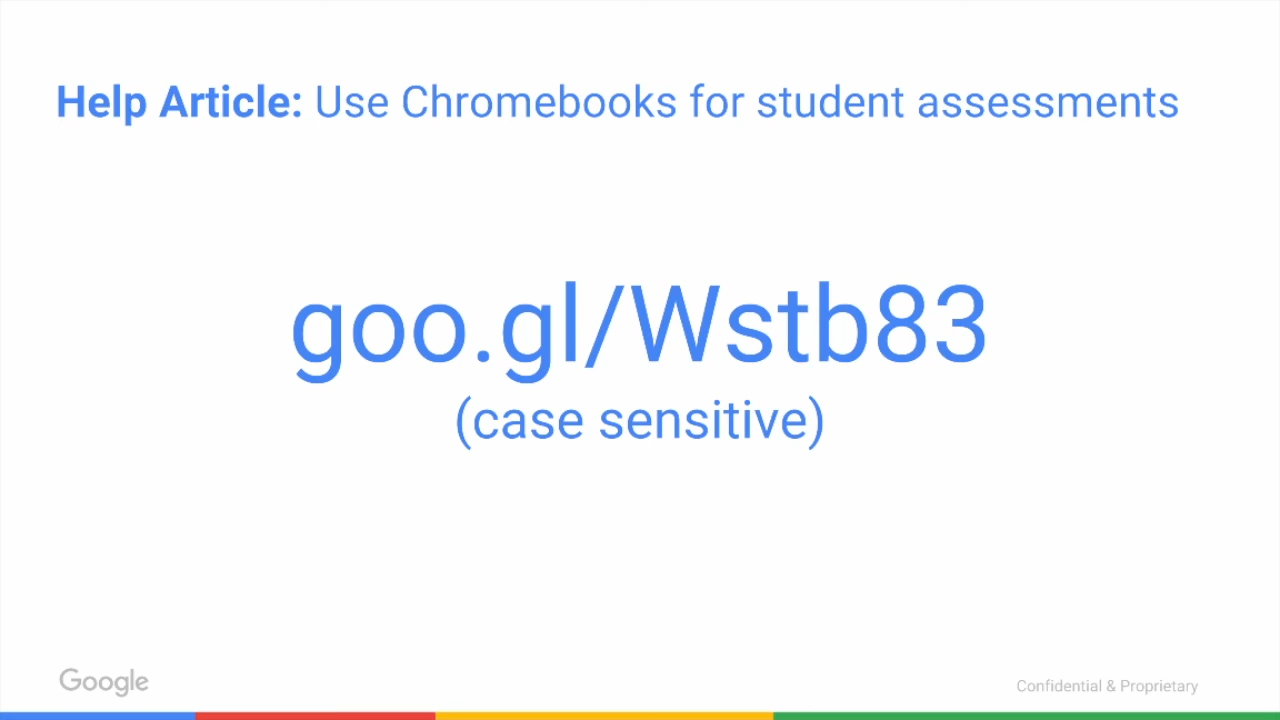 Help Article: Use Chromebooks for student assessments
goo.gl/Wstb83
(case sensitive)
Google
Confidential & Proprietary